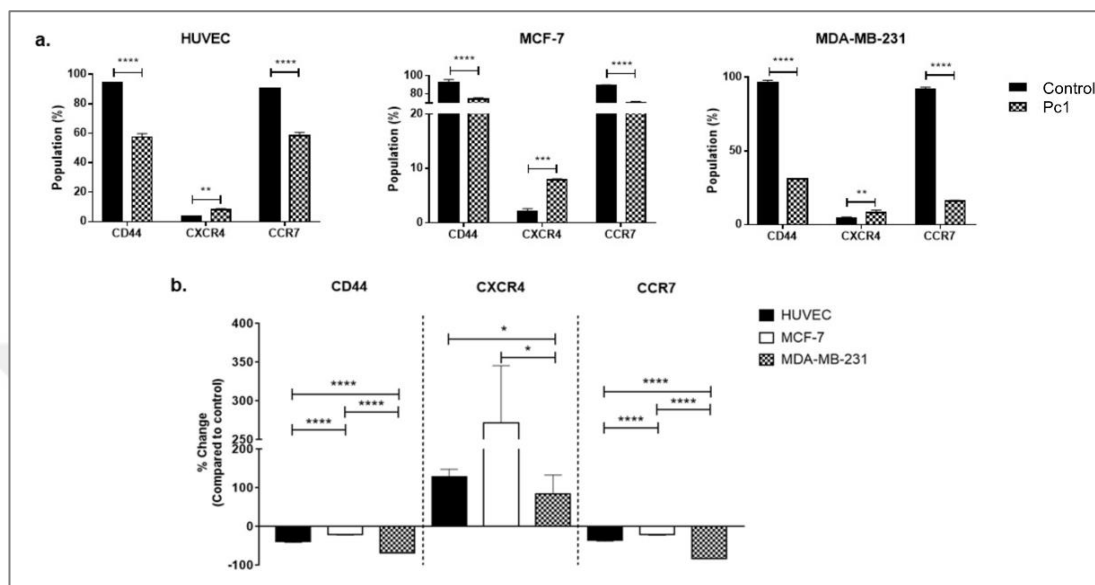 a.
HUVEC
MCF-7
MDA-MB-231
Population (%)
100
80
60
40
20
0
****
**
****
CD44
CXCR4
CCR7
Population (%)
100
80
20
10
0
****
***
****
CD44
CXCR4
CCR7
Population (%)
100
50
0
****
**
****
CD44
CXCR4
CCR7
Control
Pc1
b.
CD44
CXCR4
CCR7
% Change
(Compared to control)
400
350
300
250
200
100
0
-100
****
****
****
*
*
****
****
****
HUVEC
MCF-7
MDA-MB-231